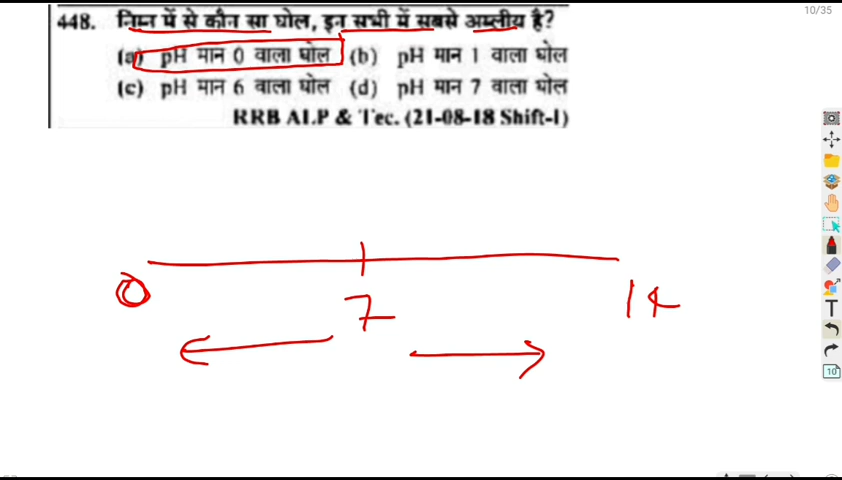 10/35
448. निम्न में से कौन सा घोल, इन सभी में सबसे अम्लीय है?
(a) pH मान 0 वाला घोल (b) pH मान 1 वाला घोल
(c) pH मान 6 वाला घोल (d) pH मान 7 वाला घोल
RRB ALP & Tec. (21-08-18 Shift-I)
0 7 14
T
10